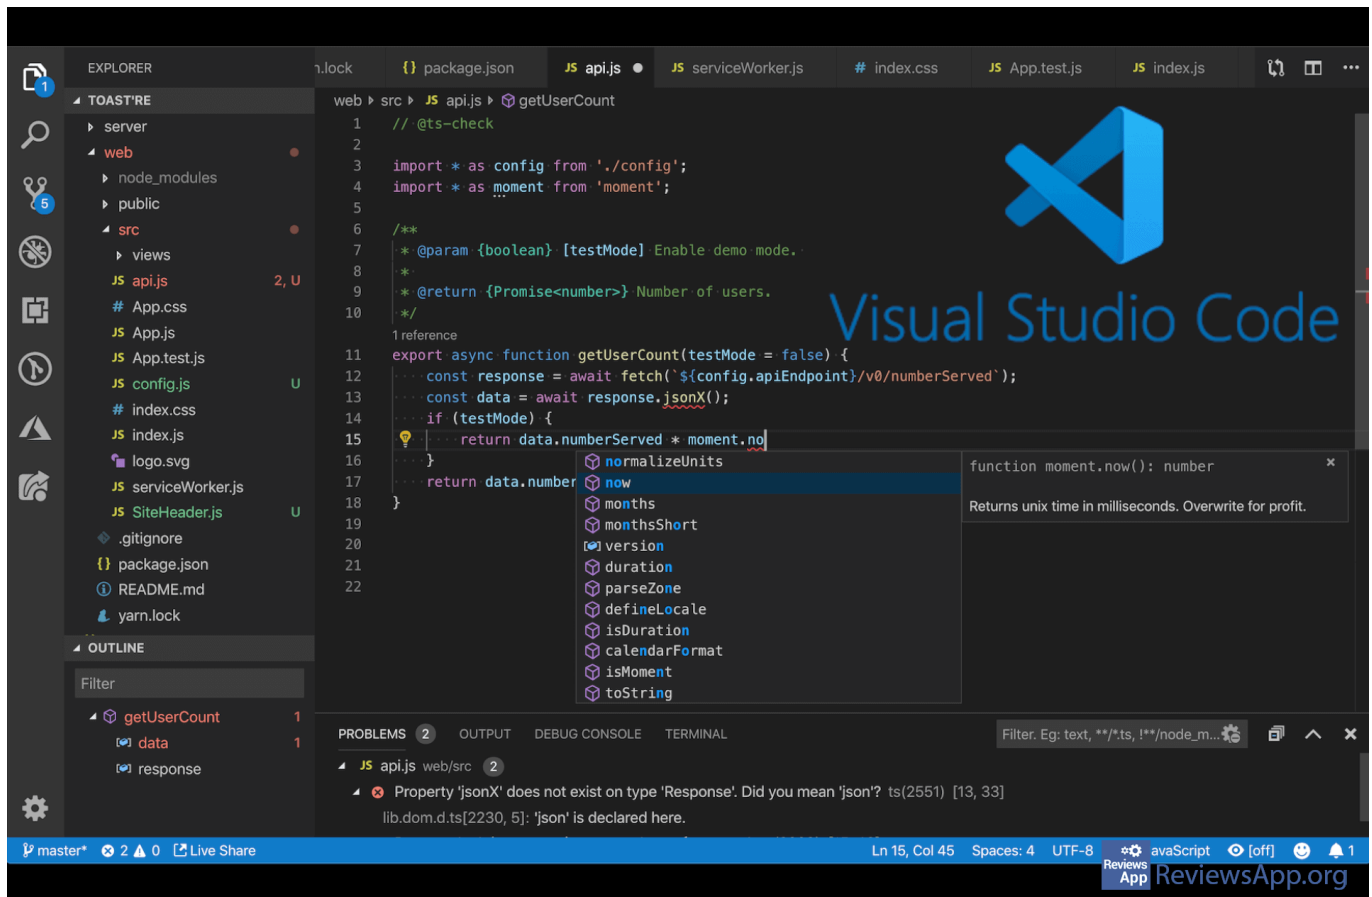 EXPLORER
n.lock
{} package.json
JS api.js
JS serviceWorker.js
# index.css
JS App.test.js
JS index.js
1
TOAST'RE
server
web
node_modules
public
src
views
JS api.js 2, U
# App.css
JS App.js
JS App.test.js
JS config.js U
# index.css
JS index.js
logo.svg
JS serviceWorker.js
JS SiteHeader.js U
.gitignore
{} package.json
README.md
yarn.lock
5
OUTLINE
Filter
getUserCount 1
data 1
response
web src JS api.js getUserCount
1 // @ts-check
2
3 import * as config from './config';
4 import * as moment from 'moment';
5
6 /**
7 * @param {boolean} [testMode] Enable demo mode.
8 *
9 * @return {Promise<number>} Number of users.
10 */
1 reference
11 export async function getUserCount(testMode = false) {
12 const response = await fetch(`${config.apiEndpoint}/v0/numberServed`);
13 const data = await response.jsonX();
14 if (testMode) {
15 return data.numberServed * moment.no
16 }
17 return data.number
18 }
19
20
21
22
normalizeUnits
now
months
monthsShort
version
duration
parseZone
defineLocale
isDuration
calendarFormat
isMoment
toString
function moment.now(): number
Returns unix time in milliseconds. Overwrite for profit.
Visual Studio Code
PROBLEMS 2 OUTPUT DEBUG CONSOLE TERMINAL
Filter. Eg: text, **/*.ts, !**/node_m...
JS api.js web/src 2
Property 'jsonX' does not exist on type 'Response'. Did you mean 'json'? ts(2551) [13, 33]
lib.dom.d.ts[2230, 5]: 'json' is declared here.
master* 2 0 Live Share
Ln 15, Col 45 Spaces: 4 UTF-8 avaScript [off] 1
Reviews
App
ReviewsApp.org